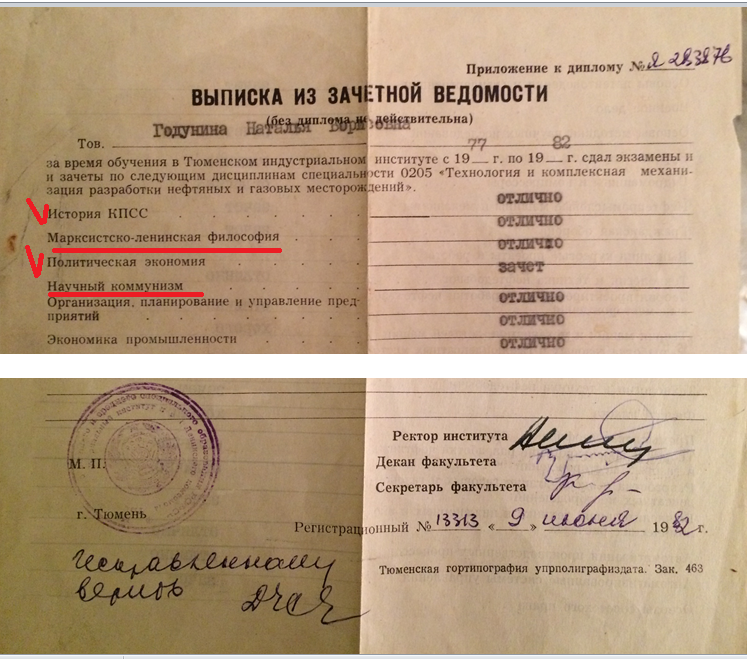 Приложение к диплому № Я 293876
ВЫПИСКА ИЗ ЗАЧЕТНОЙ ВЕДОМОСТИ
(без диплома не действительна)
Годунина Наталья Борисовна
Тов.
77 82
за время обучения в Тюменском индустриальном институте с 19 г. по 19 г. сдал экзамены и
и зачеты по следующим дисциплинам специальности 0205 «Технология и комплексная механи-
зация разработки нефтяных и газовых месторождений».
отлично
История КПСС
отлично
Марксистско-ленинская философия
отлично
Политическая экономия
зачет
Научный коммунизм
отлично
Организация, планирование и управление пред-
приятий
отлично
Экономика промышленности
отлично
Ректор института
Декан факультета
Секретарь факультета
М. П.
г. Тюмень
Регистрационный № 13313 « 9 » июня 1982 г.
Исправленному
верить
Тюменская гортипография упрполиграфиздата. Зак. 463